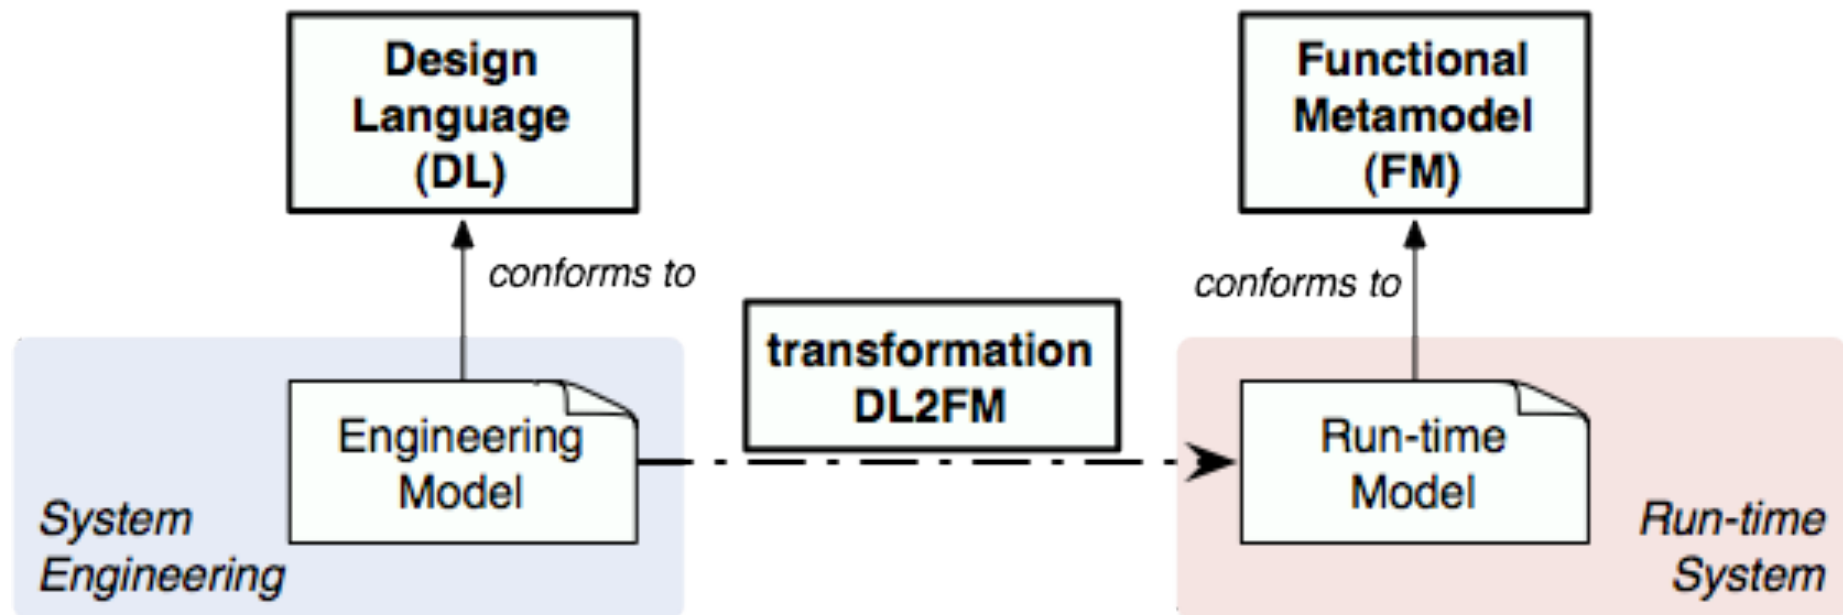 Design
Language
(DL)
Functional
Metamodel
(FM)
conforms to
conforms to
transformation
DL2FM
Engineering
Model
Run-time
Model
System
Engineering
Run-time
System